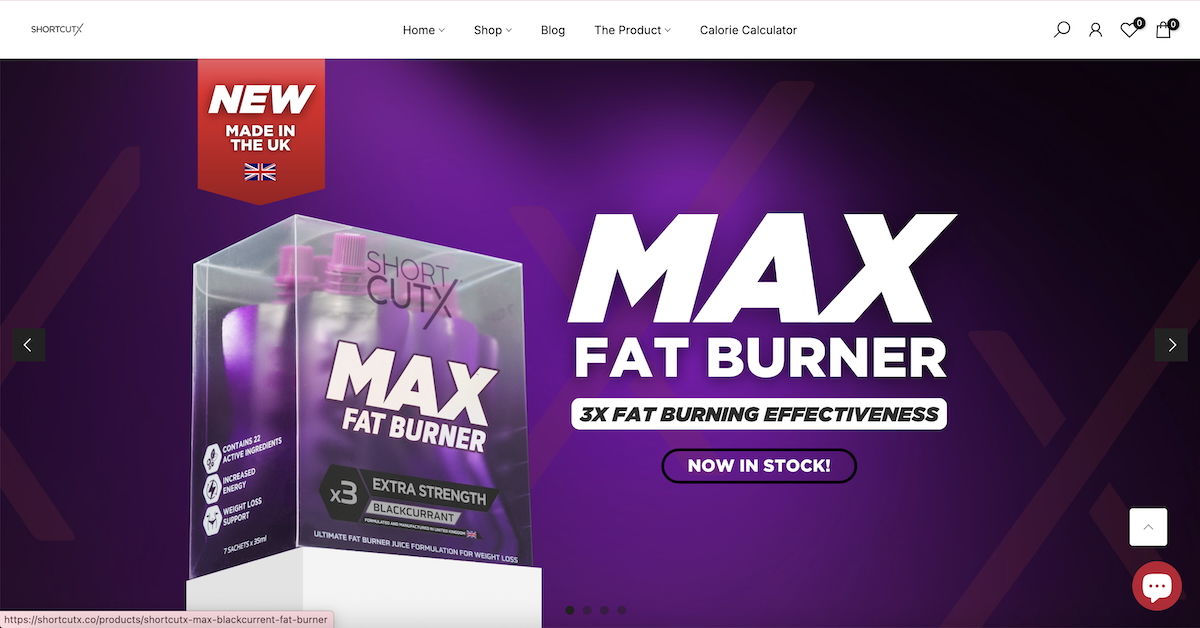 SHORTCUTX
Home
Shop
Blog
The Product
Calorie Calculator
0
0
NEW
MADE IN
THE UK
SHORT
CUTX
MAX
FAT BURNER
CONTAINS 22
ACTIVE INGREDIENTS
INCREASED
ENERGY
WEIGHT LOSS
SUPPORT
7 SACHETS x 35ml
x3
EXTRA STRENGTH
BLACKCURRANT
FORMULATED AND MANUFACTURED IN UNITED KINGDOM
ULTIMATE FAT BURNER JUICE FORMULATION FOR WEIGHT LOSS
MAX
FAT BURNER
3X FAT BURNING EFFECTIVENESS
NOW IN STOCK!
https://shortcutx.co/products/shortcutx-max-blackcurrent-fat-burner